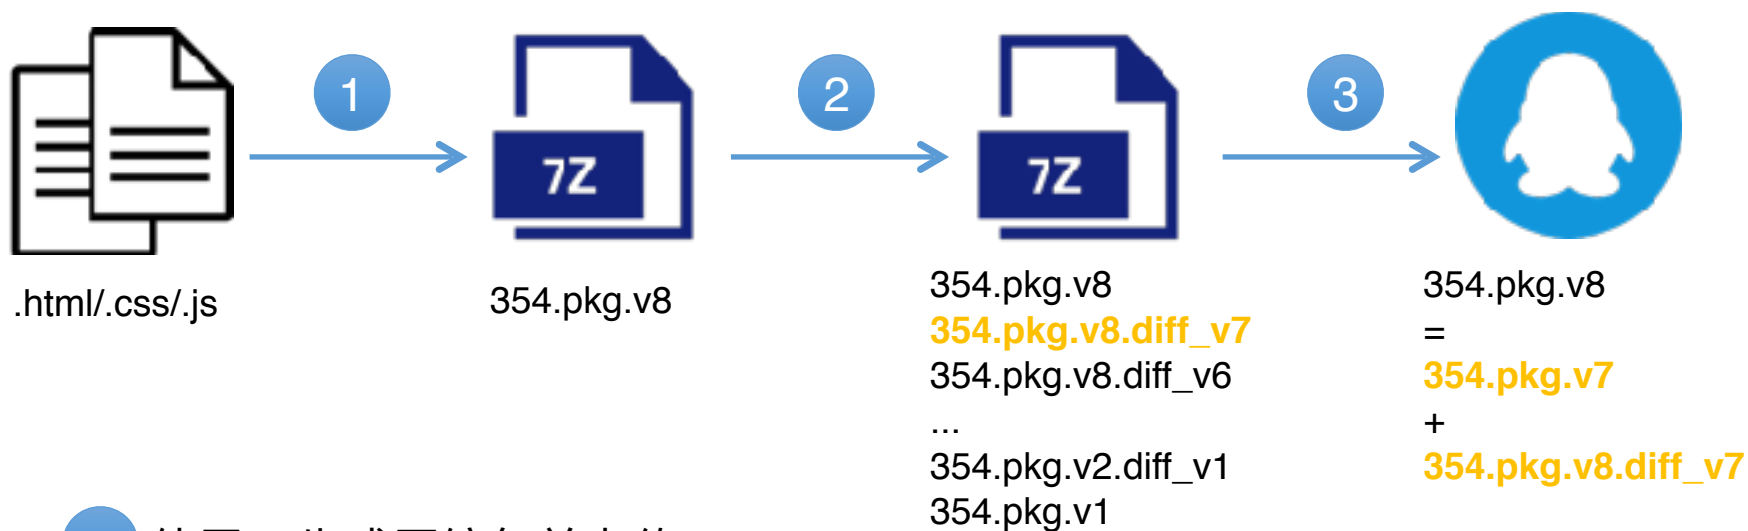 1
2
3
7Z
7Z
.html/.css/.js
354.pkg.v8
354.pkg.v8
354.pkg.v8.diff_v7
354.pkg.v8.diff_v6
...
354.pkg.v2.diff_v1
354.pkg.v1
354.pkg.v8
=
354.pkg.v7
+
354.pkg.v8.diff_v7